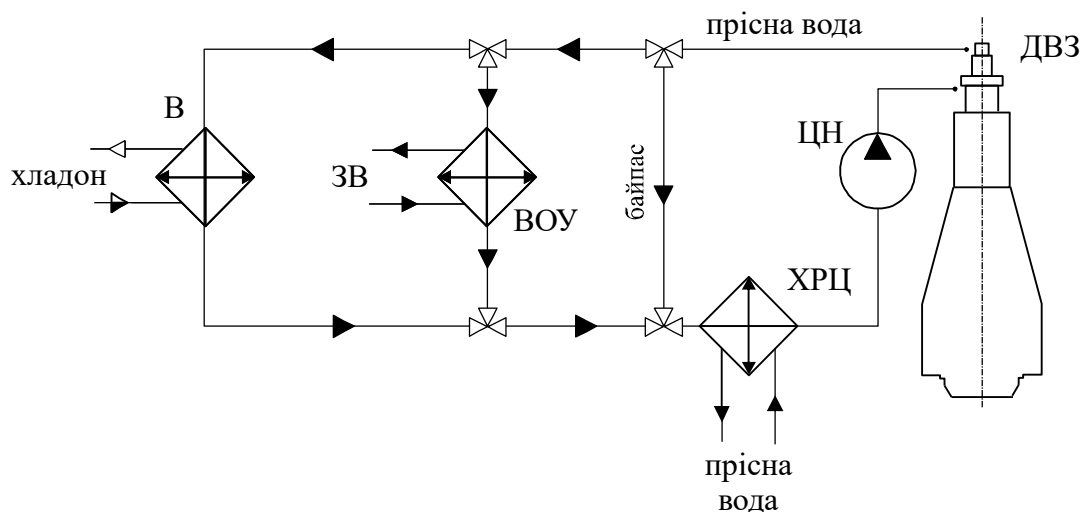 прісна вода
ДВЗ
В
ЦН
хладон
ЗВ
ВОУ
байпас
ХРЦ
прісна
вода